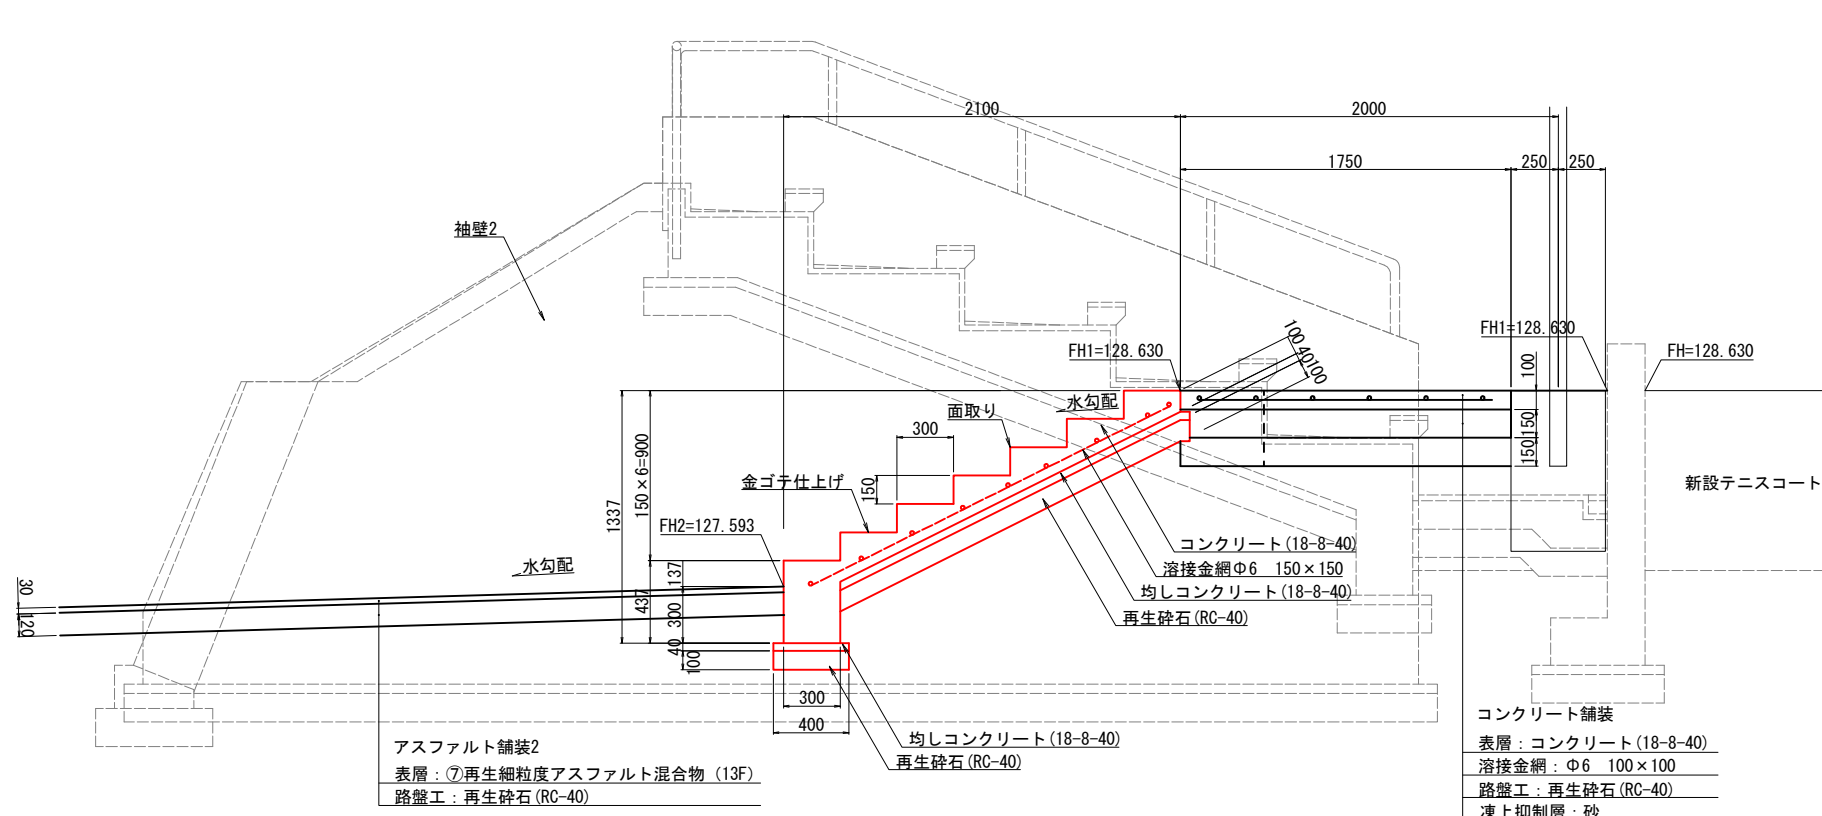 2100
2000
1750
250
250
袖壁2
FH1=128.630
FH1=128.630
FH=128.630
100
40
100
100
150
150
水勾配
面取り
300
150
金ゴテ仕上げ
150×6=900
1337
FH2=127.593
新設テニスコート
コンクリート(18-8-40)
溶接金網Φ6 150×150
均しコンクリート(18-8-40)
再生砕石(RC-40)
水勾配
30
120
137
437
300
40
100
300
400
均しコンクリート(18-8-40)
再生砕石(RC-40)
アスファルト舗装2
表層：⑦再生細粒度アスファルト混合物 (13F)
路盤工：再生砕石(RC-40)
コンクリート舗装
表層：コンクリート(18-8-40)
溶接金網：Φ6 100×100
路盤工：再生砕石(RC-40)
凍上抑制層：砂